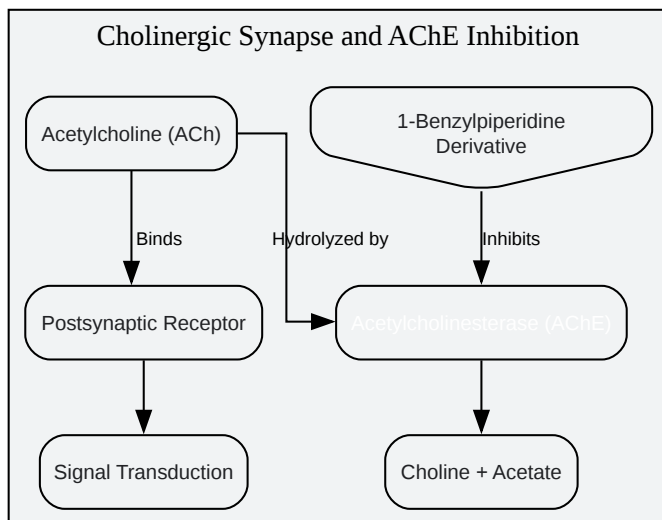 Cholinergic Synapse and AChE Inhibition
Acetylcholine (ACh)
1-Benzylpiperidine
Derivative
Binds
Hydrolyzed by
Inhibits
Postsynaptic Receptor
Acetylcholinesterase (AChE)
Signal Transduction
Choline + Acetate